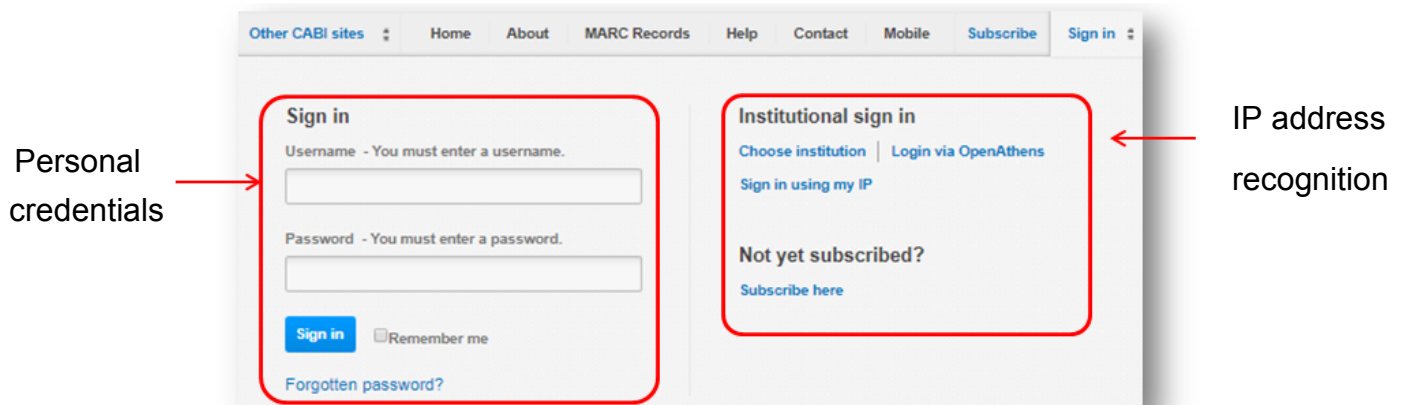 Other CABI sites Home About MARC Records Help Contact Mobile Subscribe Sign in
Personal
credentials
Sign in
Username - You must enter a username.
Password - You must enter a password.
Sign in Remember me
Forgotten password?
Institutional sign in
Choose institution | Login via OpenAthens
Sign in using my IP
Not yet subscribed?
Subscribe here
IP address
recognition